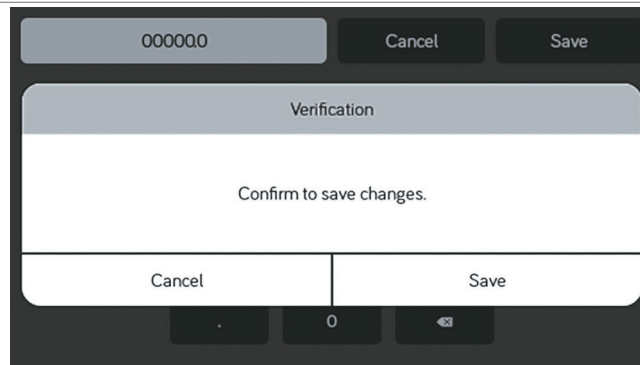 00000.0 Cancel Save
Verification
Confirm to save changes.
Cancel Save
. 0